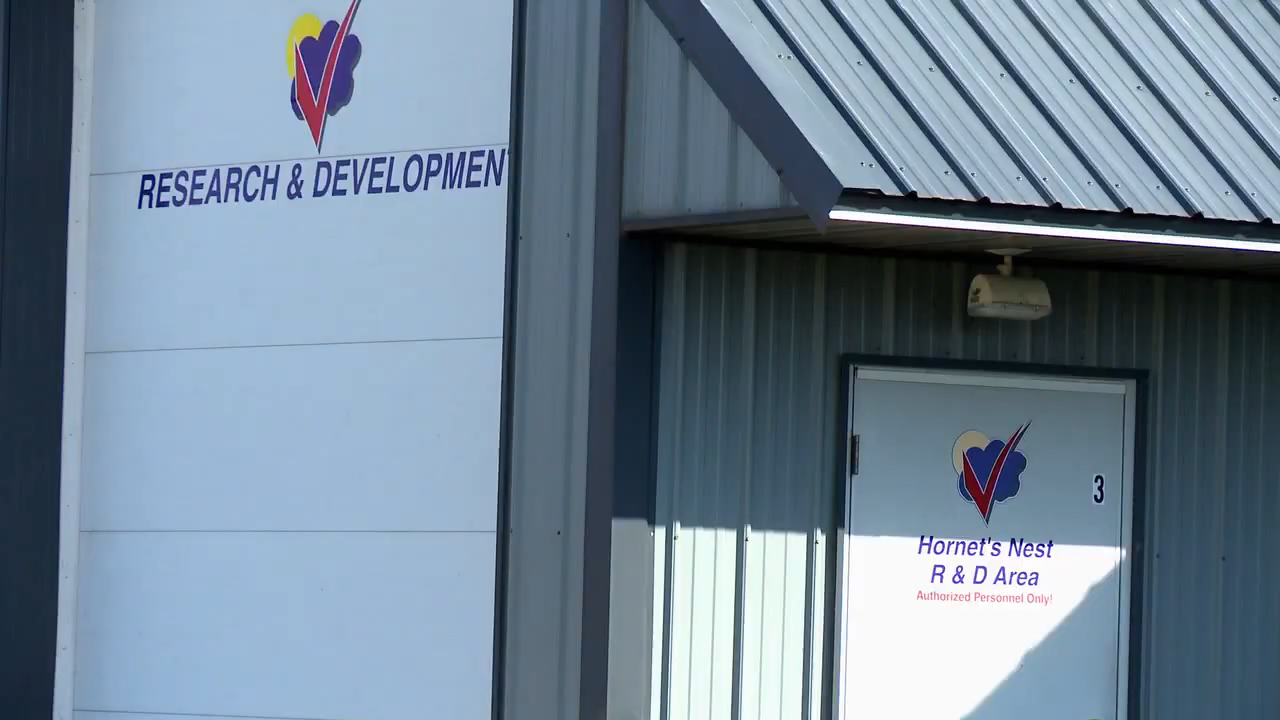 RESEARCH & DEVELOPMENT
3
Hornet's Nest
R & D Area
Authorized Personnel Only!